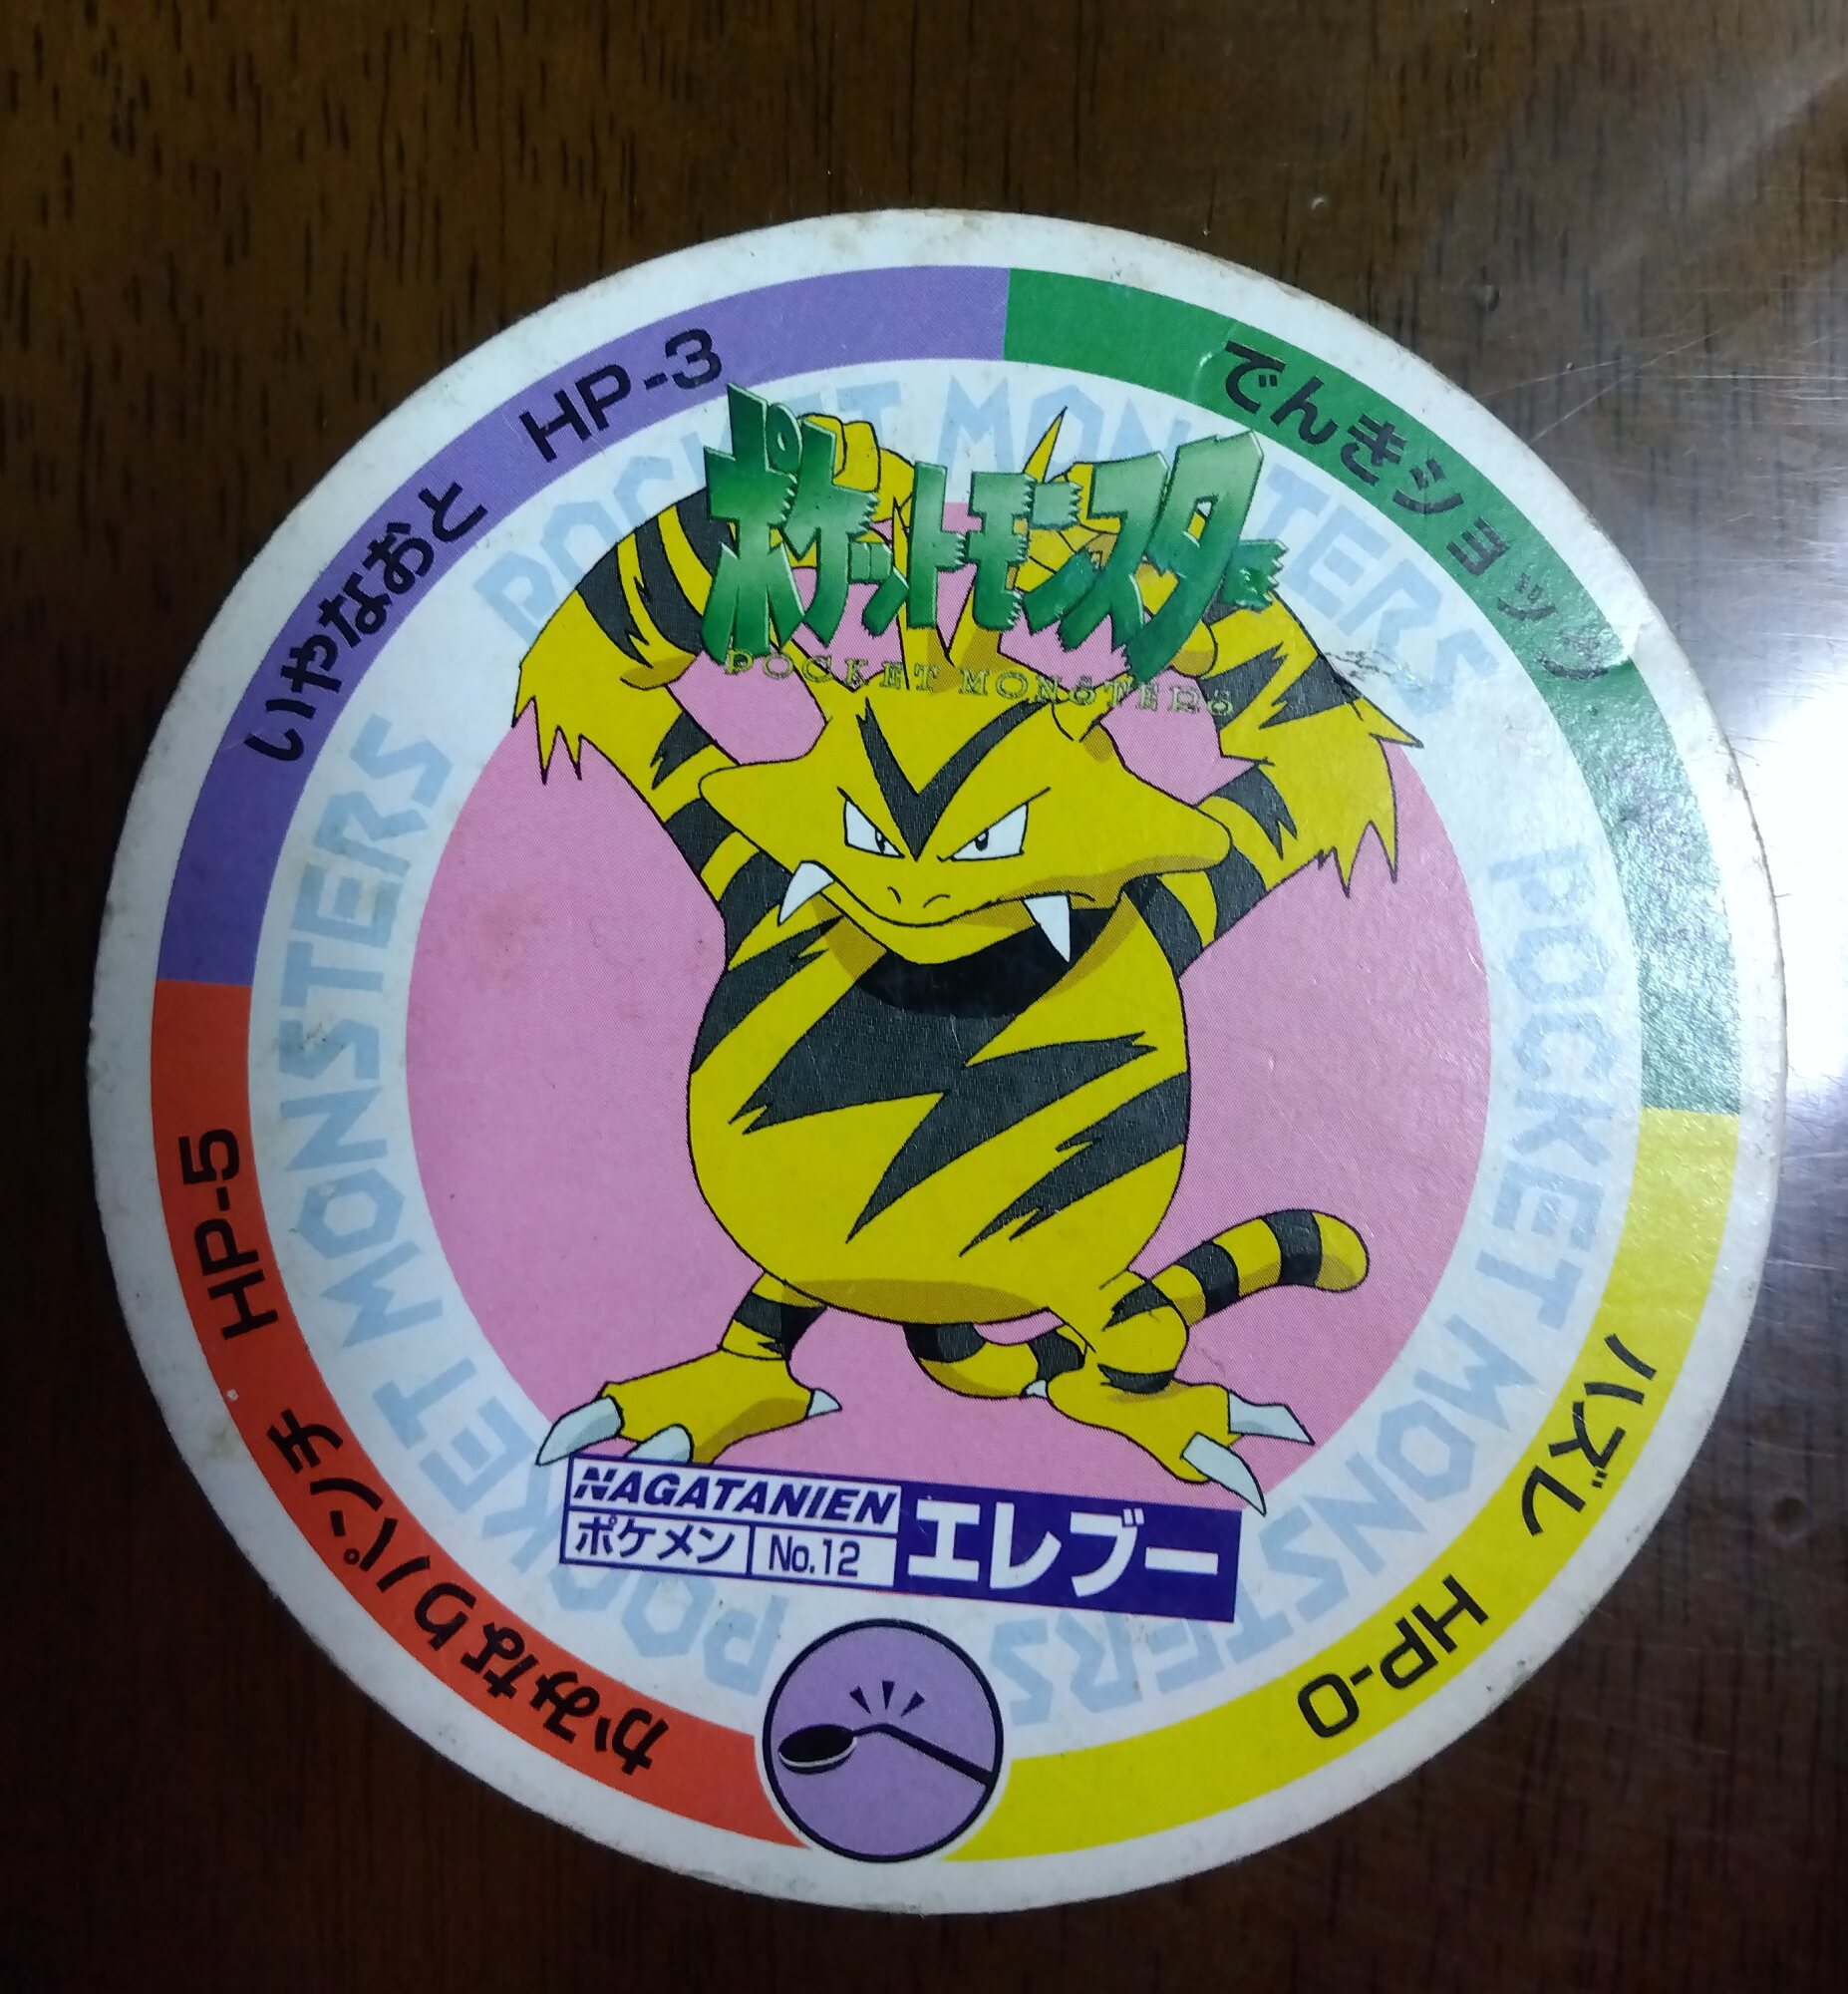 いやなおと HP-3
でんきショック
ポケットモンスター
POCKET MONSTERS
POCKET MONSTERS
POCKET MONSTERS
POCKET MONSTERS
POCKET MONSTERS
かみなりパンチ HP-5
ハズレ HP-0
NAGATANIEN
ポケメン No.12
エレブー